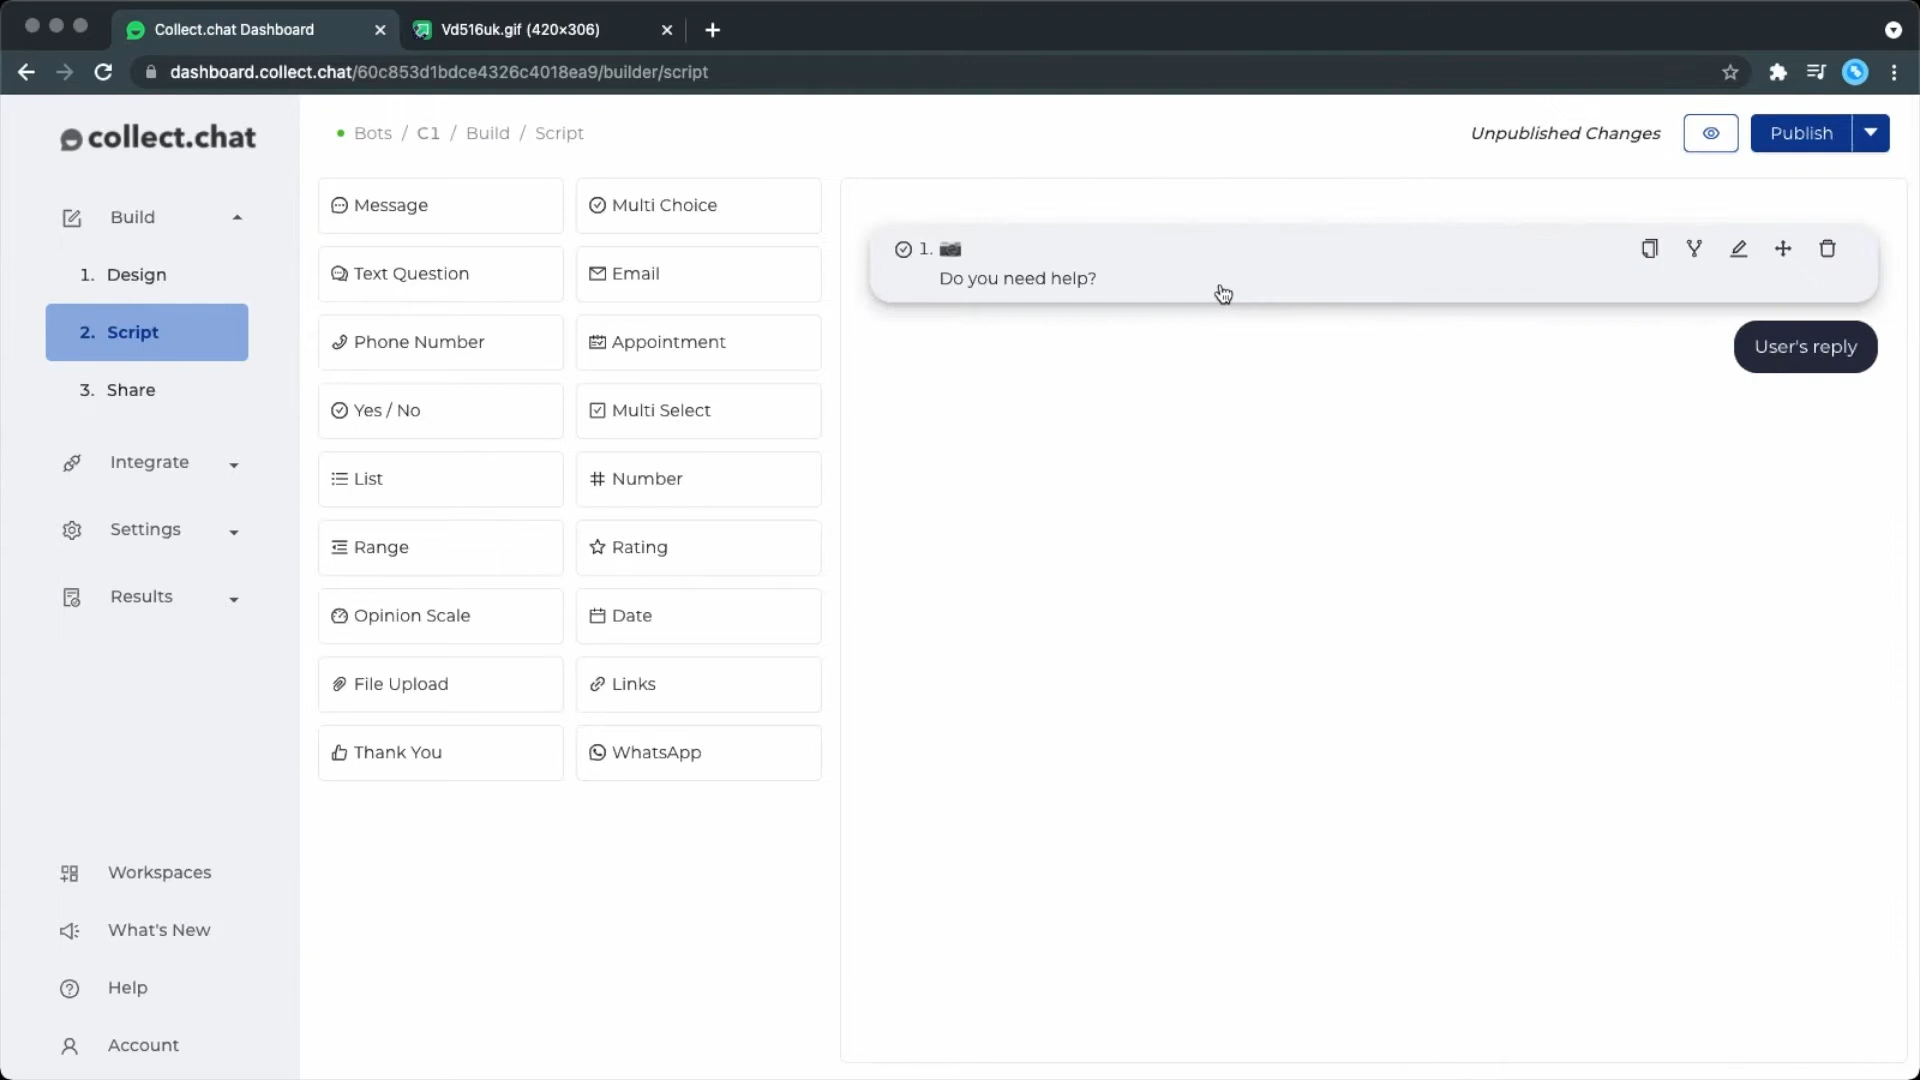 Collect.chat Dashboard
Vd516uk.gif (420×306)
dashboard.collect.chat/60c853d1bdce4326c4018ea9/builder/script
collect.chat
Build
1. Design
2. Script
3. Share
Integrate
Settings
Results
Workspaces
What's New
Help
Account
Bots / C1 / Build / Script
Unpublished Changes
Publish
Message
Multi Choice
Text Question
Email
Phone Number
Appointment
Yes / No
Multi Select
List
Number
Range
Rating
Opinion Scale
Date
File Upload
Links
Thank You
WhatsApp
1. 📷
Do you need help?
User's reply